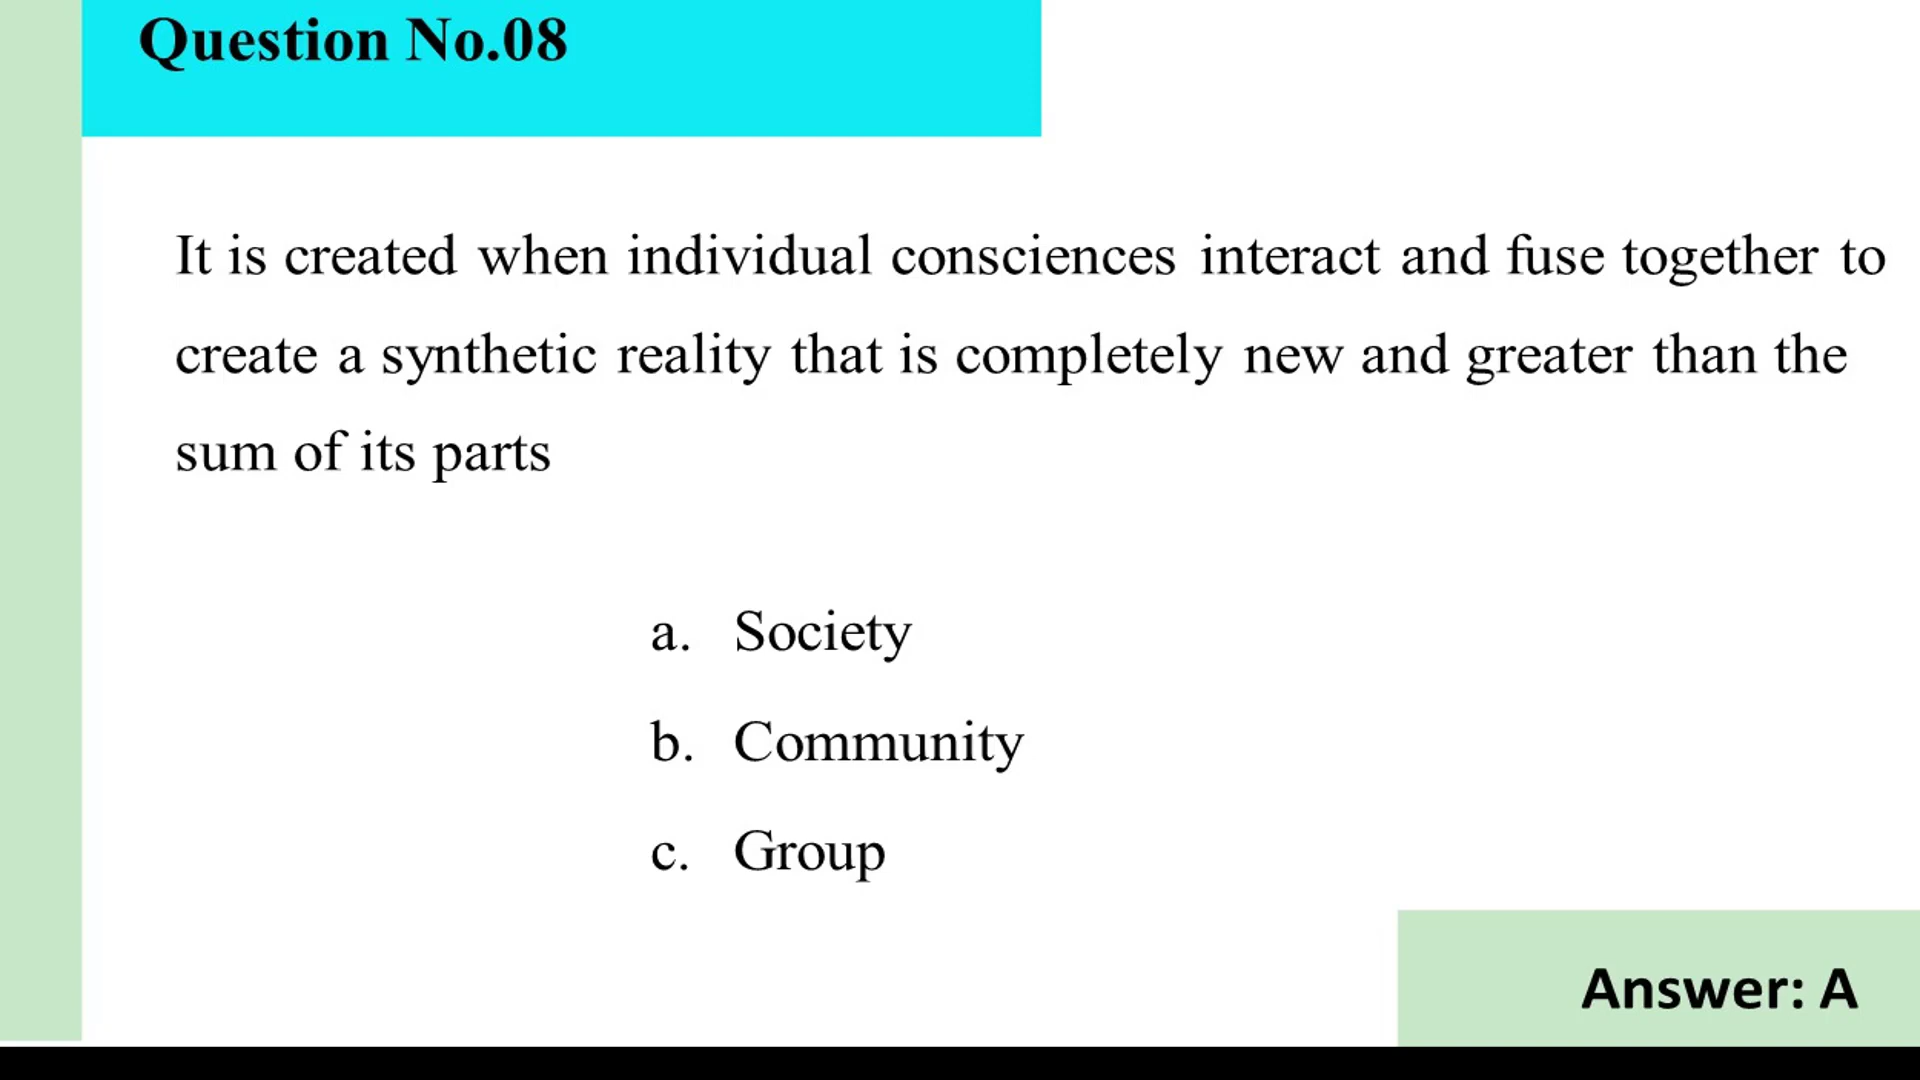 Question No.08
It is created when individual consciences interact and fuse together to
create a synthetic reality that is completely new and greater than the
sum of its parts
a. Society
b. Community
c. Group
Answer: A